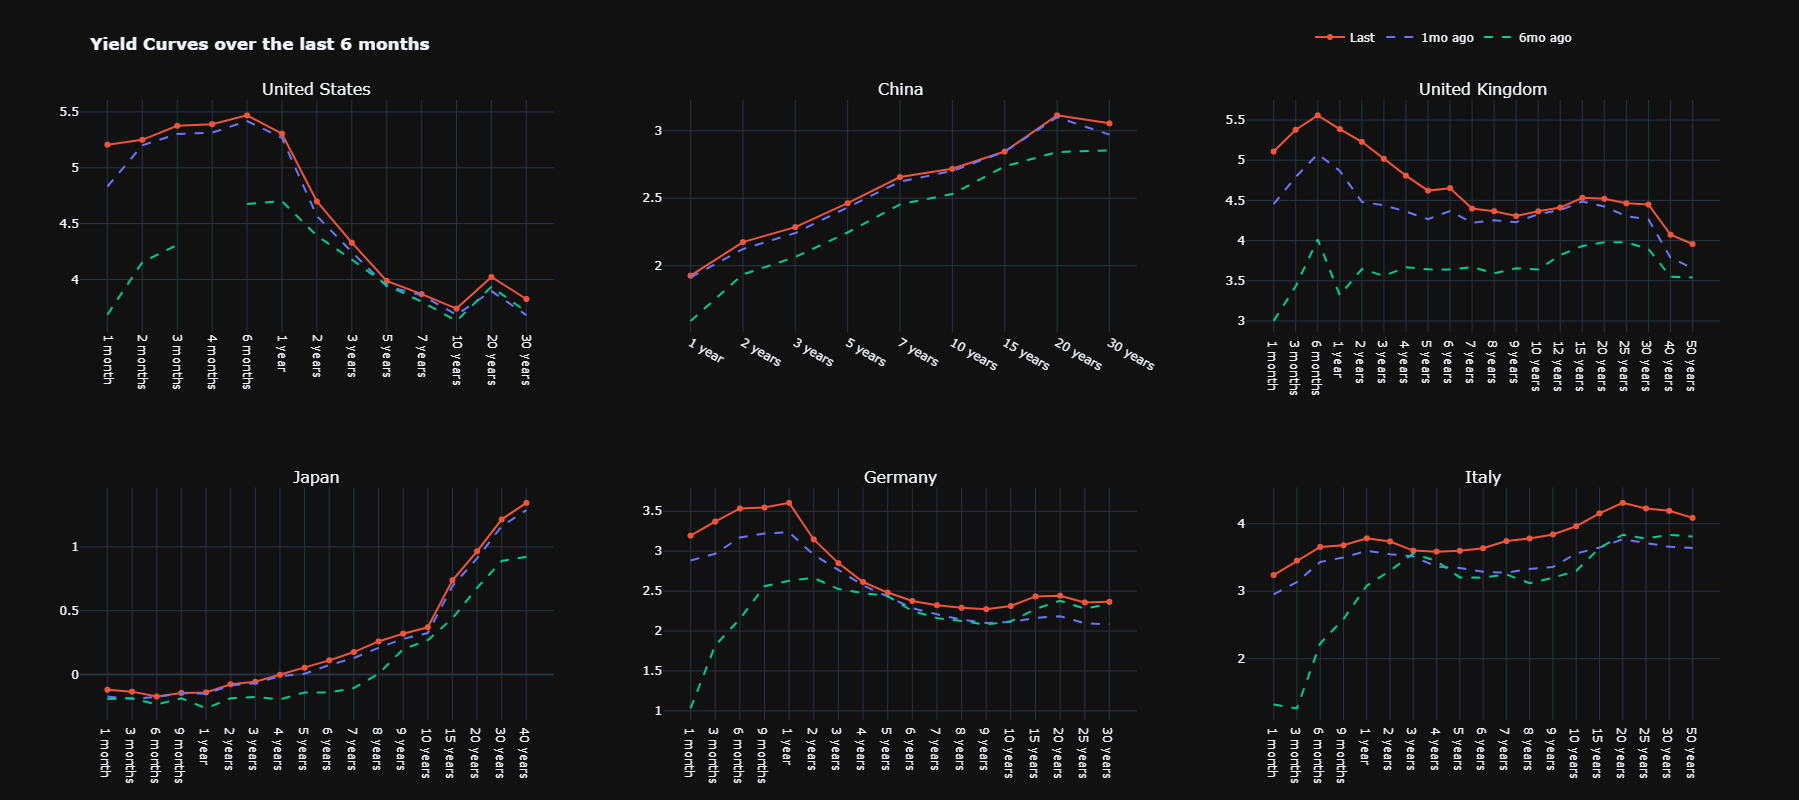 Yield Curves over the last 6 months
Last 1mo ago 6mo ago
United States
5.5
5
4.5
4
1 month
2 months
3 months
4 months
6 months
1 year
2 years
3 years
5 years
7 years
10 years
20 years
30 years
China
3
2.5
2
1 year
2 years
3 years
5 years
7 years
10 years
15 years
20 years
30 years
United Kingdom
5.5
5
4.5
4
3.5
3
1 month
3 months
6 months
1 year
2 years
3 years
4 years
5 years
6 years
7 years
8 years
9 years
10 years
12 years
15 years
20 years
25 years
30 years
40 years
50 years
Japan
1
0.5
0
1 month
3 months
6 months
9 months
1 year
2 years
3 years
4 years
5 years
6 years
7 years
8 years
9 years
10 years
15 years
20 years
30 years
40 years
Germany
3.5
3
2.5
2
1.5
1
1 month
3 months
6 months
9 months
1 year
2 years
3 years
4 years
5 years
6 years
7 years
8 years
9 years
10 years
15 years
20 years
25 years
30 years
Italy
4
3
2
1 month
3 months
6 months
9 months
1 year
2 years
3 years
4 years
5 years
6 years
7 years
8 years
9 years
10 years
15 years
20 years
25 years
30 years
50 years